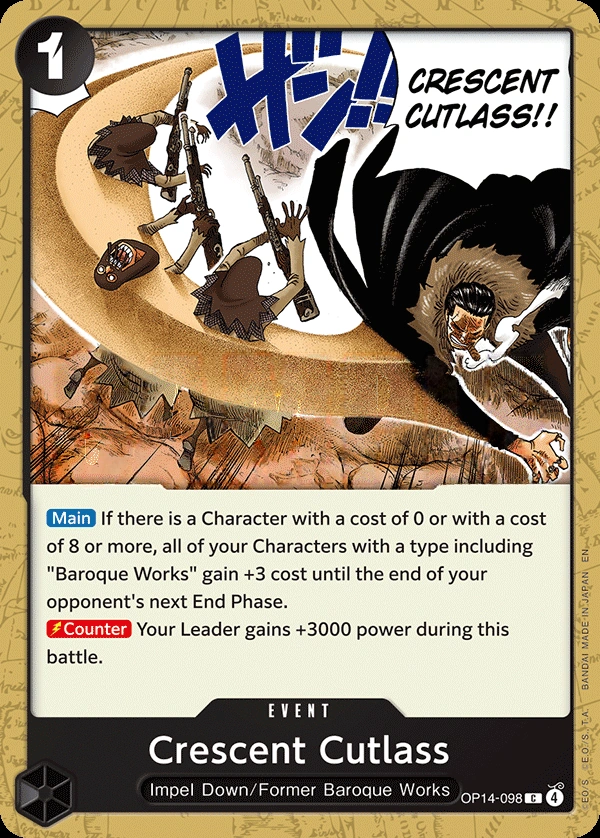 1
ザン!!
CRESCENT
CUTLASS!!
Main If there is a Character with a cost of 0 or with a cost
of 8 or more, all of your Characters with a type including
"Baroque Works" gain +3 cost until the end of your
opponent's next End Phase.
Counter Your Leader gains +3000 power during this
battle.
EVENT
Crescent Cutlass
Impel Down/Former Baroque Works
OP14-098 C 4
©E.O./S. ©E.O./S.,T.A. BANDAI MADE IN JAPAN EN